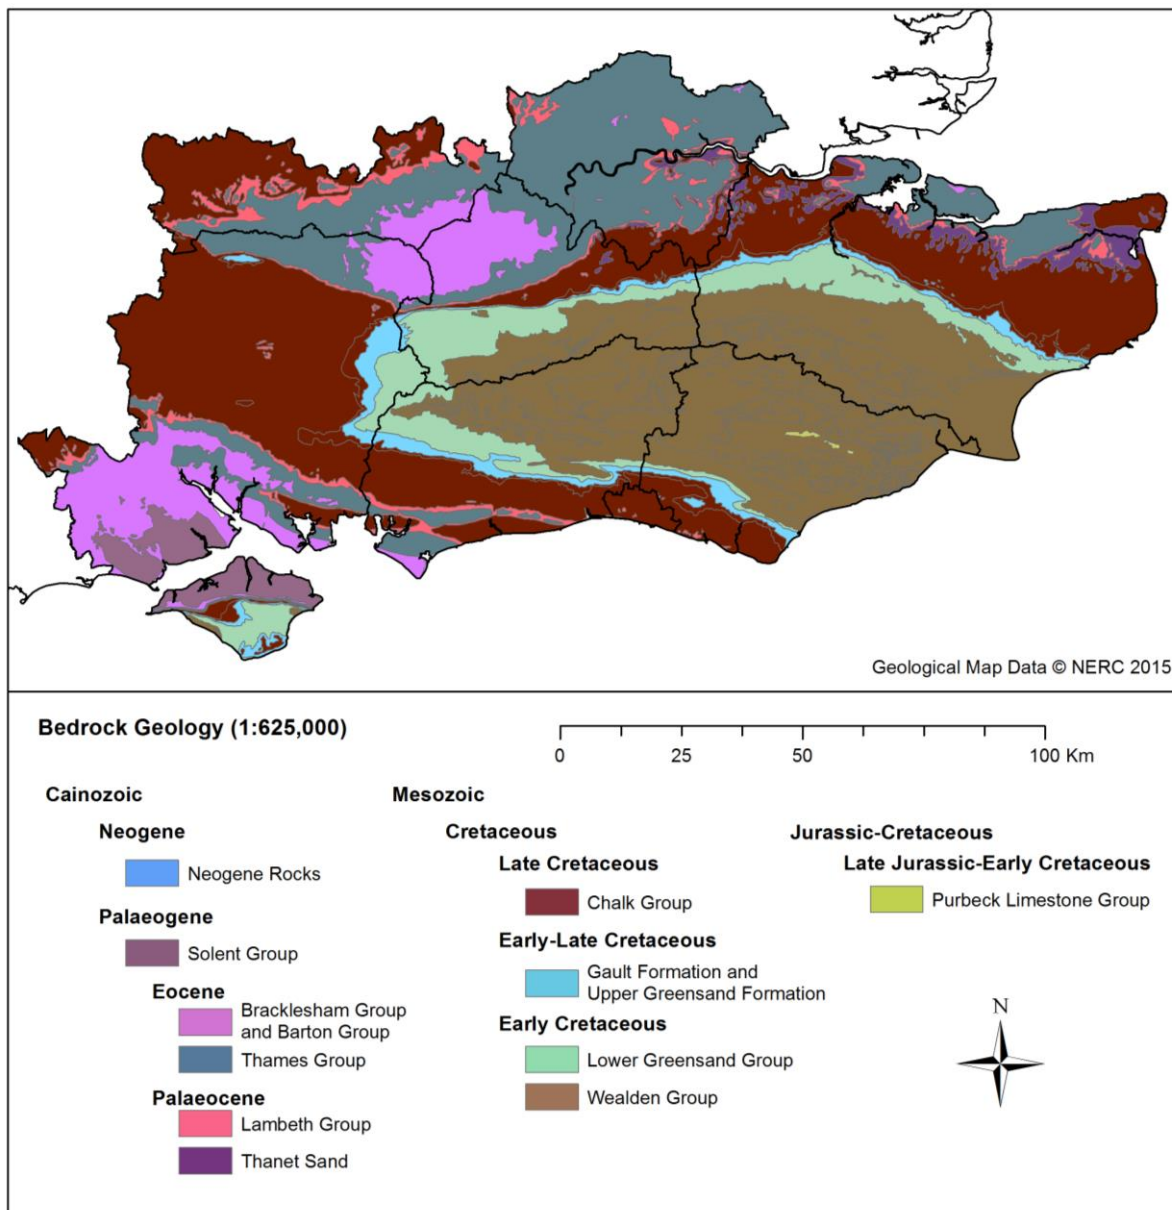 Geological Map Data © NERC 2015
Bedrock Geology (1:625,000)
0 25 50 100 Km
Cainozoic
Neogene
Neogene Rocks
Palaeogene
Solent Group
Eocene
Bracklesham Group
and Barton Group
Thames Group
Palaeocene
Lambeth Group
Thanet Sand
Mesozoic
Cretaceous
Late Cretaceous
Chalk Group
Early-Late Cretaceous
Gault Formation and
Upper Greensand Formation
Early Cretaceous
Lower Greensand Group
Wealden Group
Jurassic-Cretaceous
Late Jurassic-Early Cretaceous
Purbeck Limestone Group
N